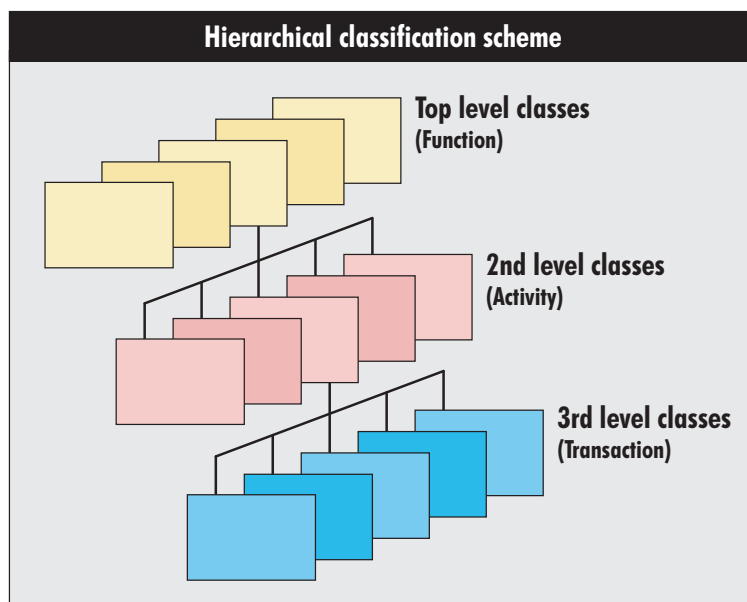 Hierarchical classification scheme
Top level classes
(Function)
2nd level classes
(Activity)
3rd level classes
(Transaction)